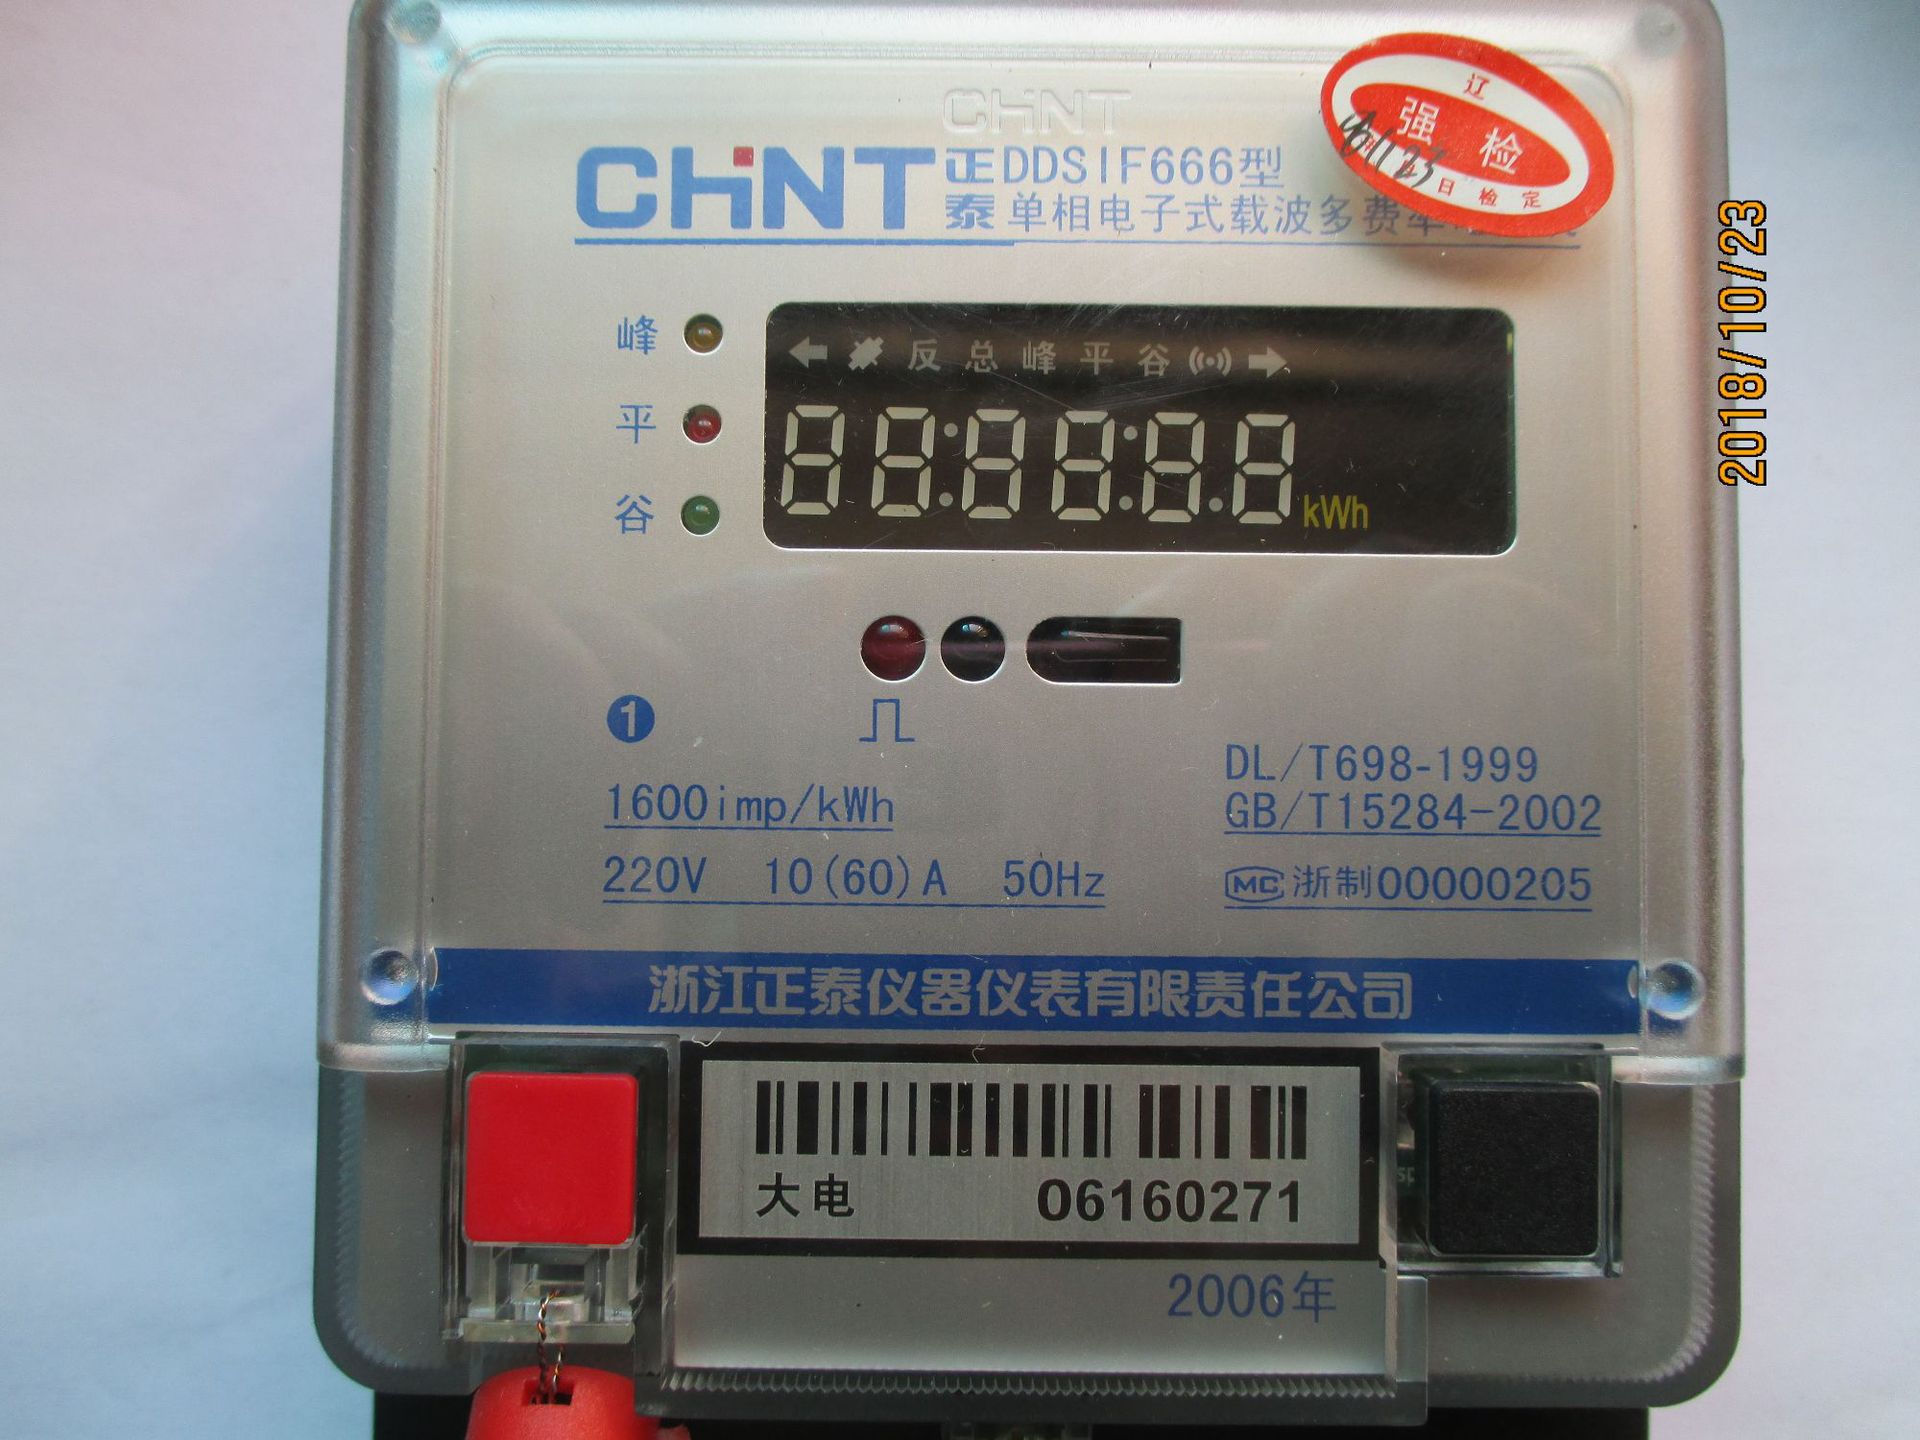 CHNT
辽
强检
日检定
CHNT 正泰 DDSIF666型
单相电子式载波多费率
2018/10/23
峰
平
谷
反 总 峰 平 谷
kWh
1
1600imp/kWh
220V 10(60)A 50Hz
DL/T698-1999
GB/T15284-2002
MC 浙制00000205
浙江正泰仪器仪表有限责任公司
大电 06160271
2006年